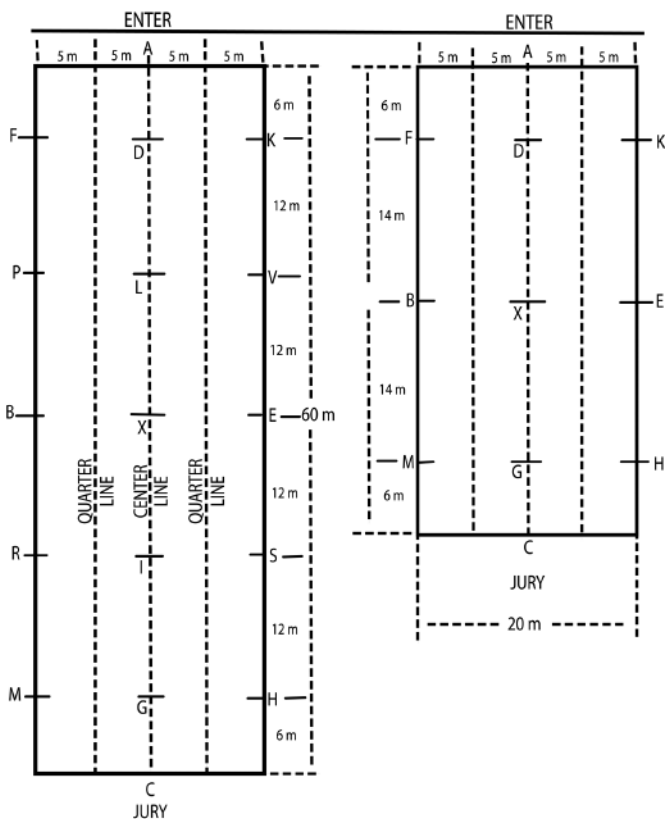 ENTER
A
5 m 5 m 5 m 5 m
6 m
F D K
12 m
P L V
12 m
B X E 60 m
QUARTER LINE
CENTER LINE
QUARTER LINE
12 m
R I S
12 m
M G H
6 m
C
JURY
ENTER
A
5 m 5 m 5 m 5 m
6 m
F D K
14 m
B X E
14 m
M G H
6 m
C
JURY
20 m